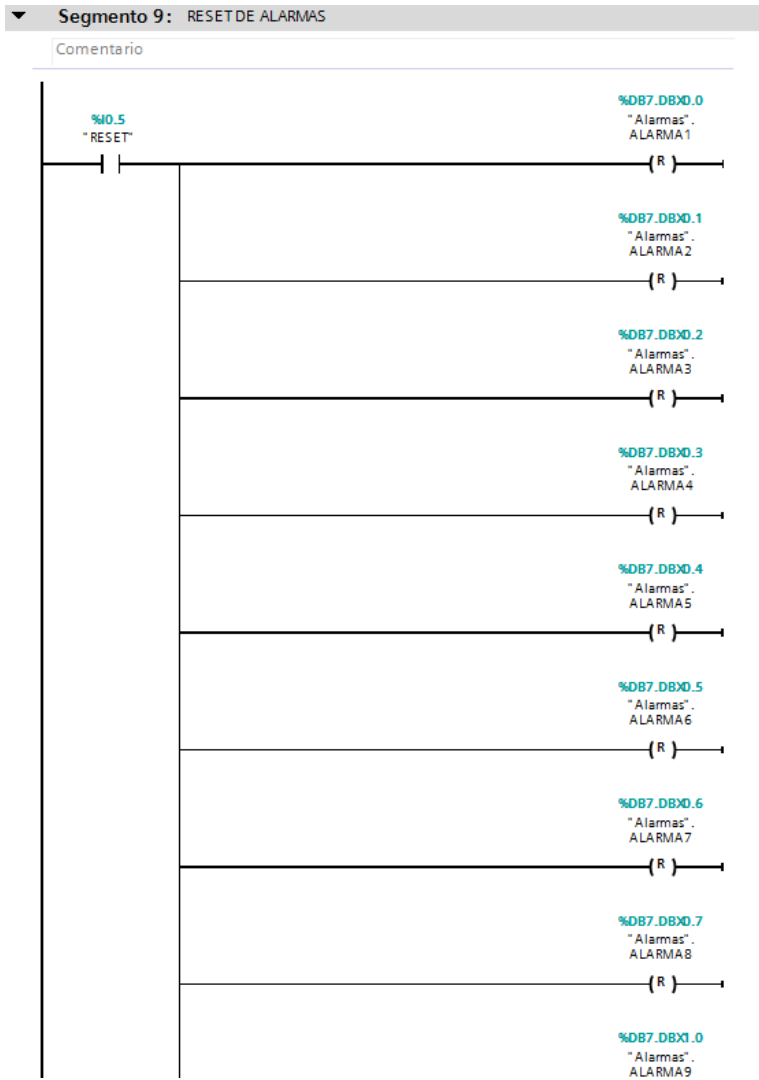 Segmento 9: RESET DE ALARMAS
Comentario
%DB7.DBX0.0
"Alarmas".
ALARMA1
%I0.5
"RESET"
( R )
%DB7.DBX0.1
"Alarmas".
ALARMA2
( R )
%DB7.DBX0.2
"Alarmas".
ALARMA3
( R )
%DB7.DBX0.3
"Alarmas".
ALARMA4
( R )
%DB7.DBX0.4
"Alarmas".
ALARMA5
( R )
%DB7.DBX0.5
"Alarmas".
ALARMA6
( R )
%DB7.DBX0.6
"Alarmas".
ALARMA7
( R )
%DB7.DBX0.7
"Alarmas".
ALARMA8
( R )
%DB7.DBX1.0
"Alarmas".
ALARMA9